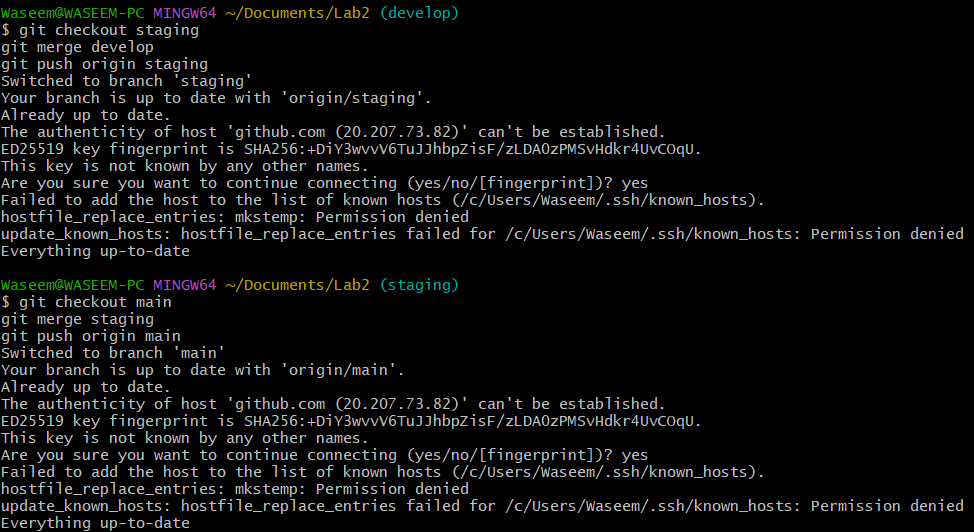 Waseem@WASEEM-PC MINGW64 ~/Documents/Lab2 (develop)
$ git checkout staging
git merge develop
git push origin staging
Switched to branch 'staging'
Your branch is up to date with 'origin/staging'.
Already up to date.
The authenticity of host 'github.com (20.207.73.82)' can't be established.
ED25519 key fingerprint is SHA256:+DiY3wvvV6TuJJhbpZisF/zLDA0zPMSvHdkr4UvCOqU.
This key is not known by any other names.
Are you sure you want to continue connecting (yes/no/[fingerprint])? yes
Failed to add the host to the list of known hosts (/c/Users/Waseem/.ssh/known_hosts).
hostfile_replace_entries: mkstemp: Permission denied
update_known_hosts: hostfile_replace_entries failed for /c/Users/Waseem/.ssh/known_hosts: Permission denied
Everything up-to-date
Waseem@WASEEM-PC MINGW64 ~/Documents/Lab2 (staging)
$ git checkout main
git merge staging
git push origin main
Switched to branch 'main'
Your branch is up to date with 'origin/main'.
Already up to date.
The authenticity of host 'github.com (20.207.73.82)' can't be established.
ED25519 key fingerprint is SHA256:+DiY3wvvV6TuJJhbpZisF/zLDA0zPMSvHdkr4UvCOqU.
This key is not known by any other names.
Are you sure you want to continue connecting (yes/no/[fingerprint])? yes
Failed to add the host to the list of known hosts (/c/Users/Waseem/.ssh/known_hosts).
hostfile_replace_entries: mkstemp: Permission denied
update_known_hosts: hostfile_replace_entries failed for /c/Users/Waseem/.ssh/known_hosts: Permission denied
Everything up-to-date